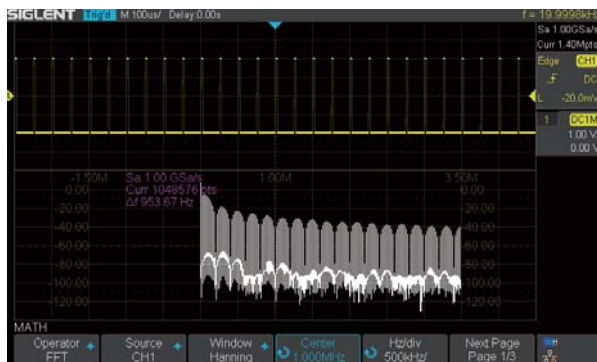 SIGLENT Trig'd M 100us/ Delay:0.00s f = 19.9998kHz
Sa 1.00GSa/s
Curr 1.40Mpts
Edge CH1
DC
L -20.0mV
1 DC1M
1.00 V/
0.00 V
-1.50M Sa 1.00 GSa/s 1.00M 3.50M
0.00 Curr 1048576 pts 0.00
-20.00 Δf 953.67 Hz -20.00
-40.00 -40.00
-60.00 -60.00
-80.00 -80.00
-100.00 -100.00
-120.00 -120.00
MATH
Operator Source Window Center Hz/div Next Page
FFT CH1 Hanning 1.000MHz 500kHz/ Page 1/3